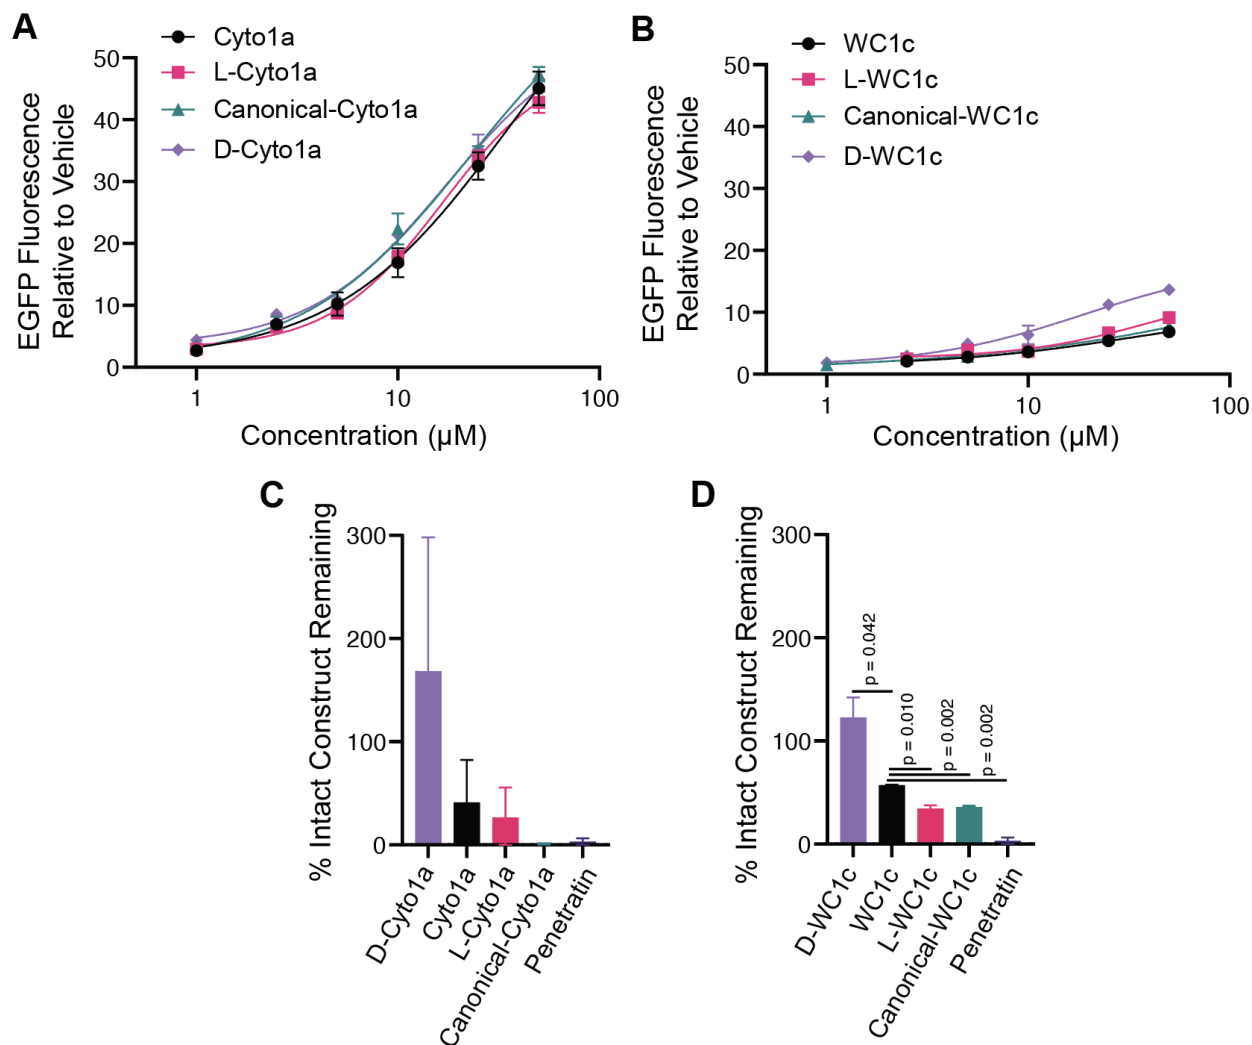 A
Cyto1a
L-Cyto1a
Canonical-Cyto1a
D-Cyto1a
EGFP Fluorescence
Relative to Vehicle
50
40
30
20
10
0
1
10
100
Concentration (µM)
B
WC1c
L-WC1c
Canonical-WC1c
D-WC1c
EGFP Fluorescence
Relative to Vehicle
50
40
30
20
10
0
1
10
100
Concentration (µM)
C
% Intact Construct Remaining
300
200
100
0
D-Cyto1a
Cyto1a
L-Cyto1a
Canonical-Cyto1a
Penetratin
D
% Intact Construct Remaining
300
200
100
0
p = 0.042
p = 0.010
p = 0.002
p = 0.002
D-WC1c
WC1c
L-WC1c
Canonical-WC1c
Penetratin